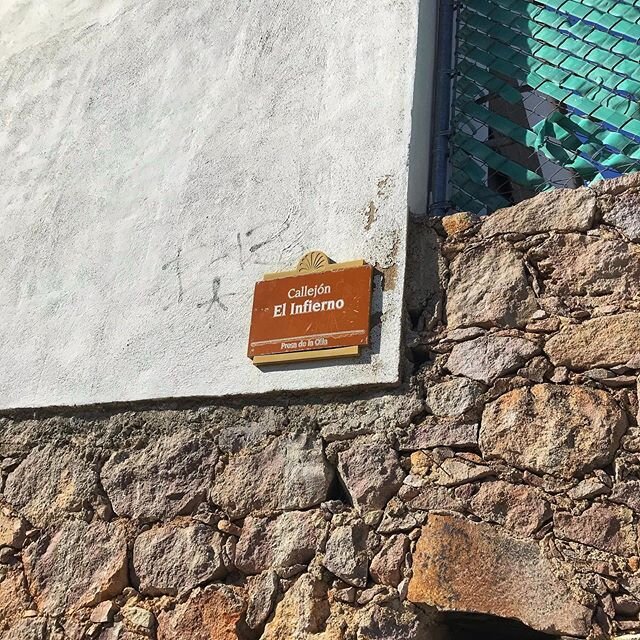 Callejón
El Infierno
Presa de la Olla